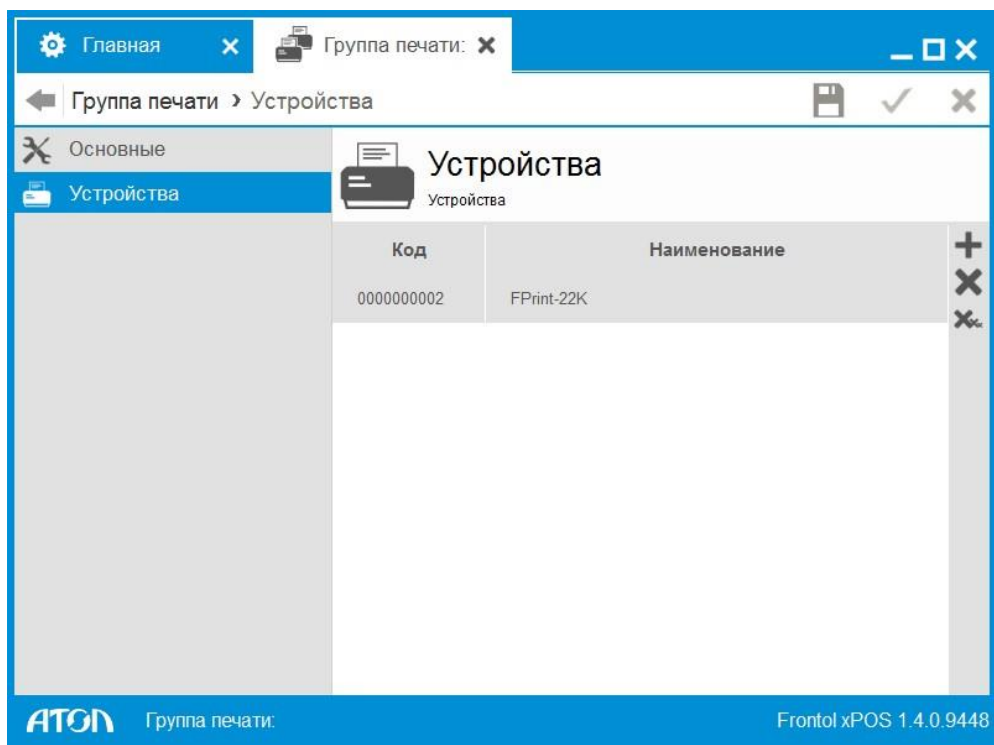 Главная
Группа печати:
Группа печати › Устройства
Основные
Устройства
Устройства
Устройства
Код Наименование
0000000002 FPrint-22K
АТОЛ Группа печати: Frontol xPOS 1.4.0.9448